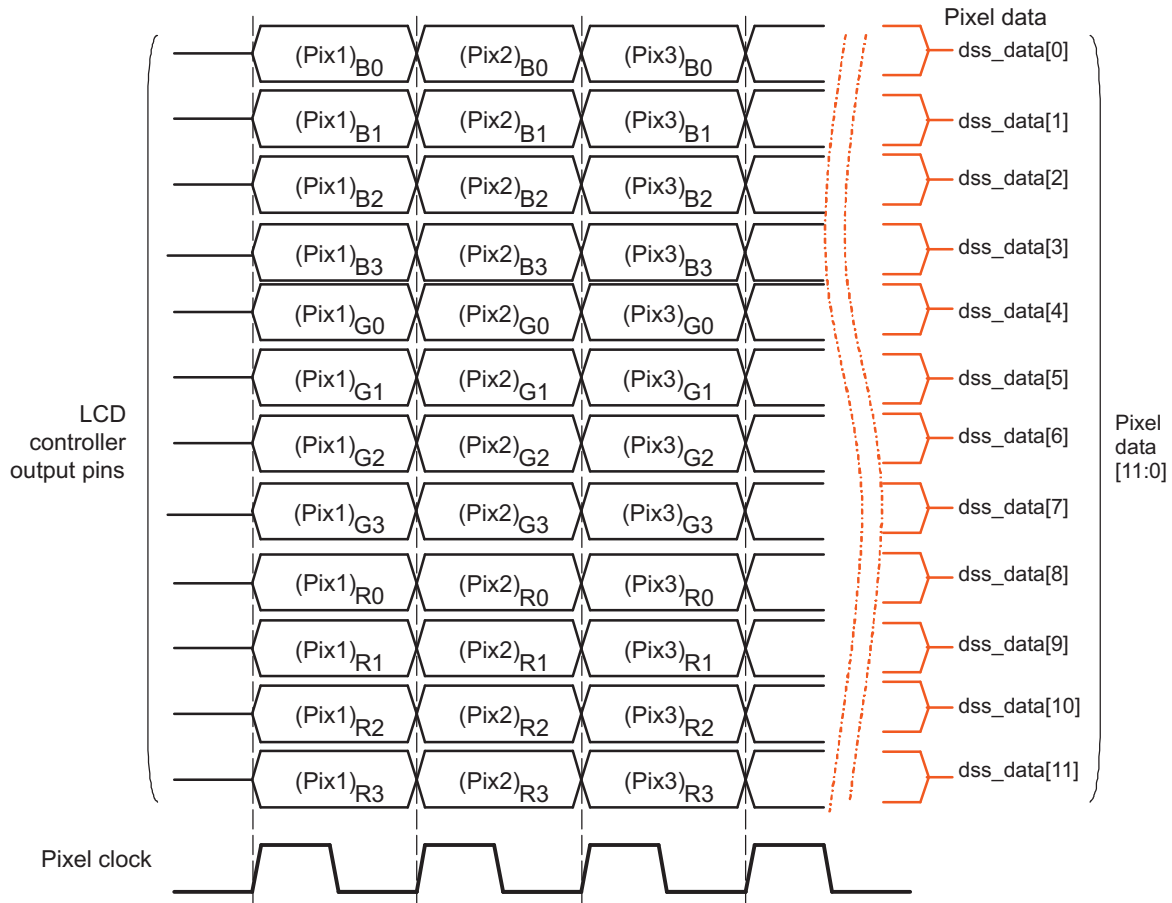 Pixel data
(Pix1)B0 (Pix2)B0 (Pix3)B0 dss_data[0]
(Pix1)B1 (Pix2)B1 (Pix3)B1 dss_data[1]
(Pix1)B2 (Pix2)B2 (Pix3)B2 dss_data[2]
(Pix1)B3 (Pix2)B3 (Pix3)B3 dss_data[3]
(Pix1)G0 (Pix2)G0 (Pix3)G0 dss_data[4]
(Pix1)G1 (Pix2)G1 (Pix3)G1 dss_data[5]
(Pix1)G2 (Pix2)G2 (Pix3)G2 dss_data[6]
(Pix1)G3 (Pix2)G3 (Pix3)G3 dss_data[7]
(Pix1)R0 (Pix2)R0 (Pix3)R0 dss_data[8]
(Pix1)R1 (Pix2)R1 (Pix3)R1 dss_data[9]
(Pix1)R2 (Pix2)R2 (Pix3)R2 dss_data[10]
(Pix1)R3 (Pix2)R3 (Pix3)R3 dss_data[11]
LCD
controller
output pins
Pixel
data
[11:0]
Pixel clock